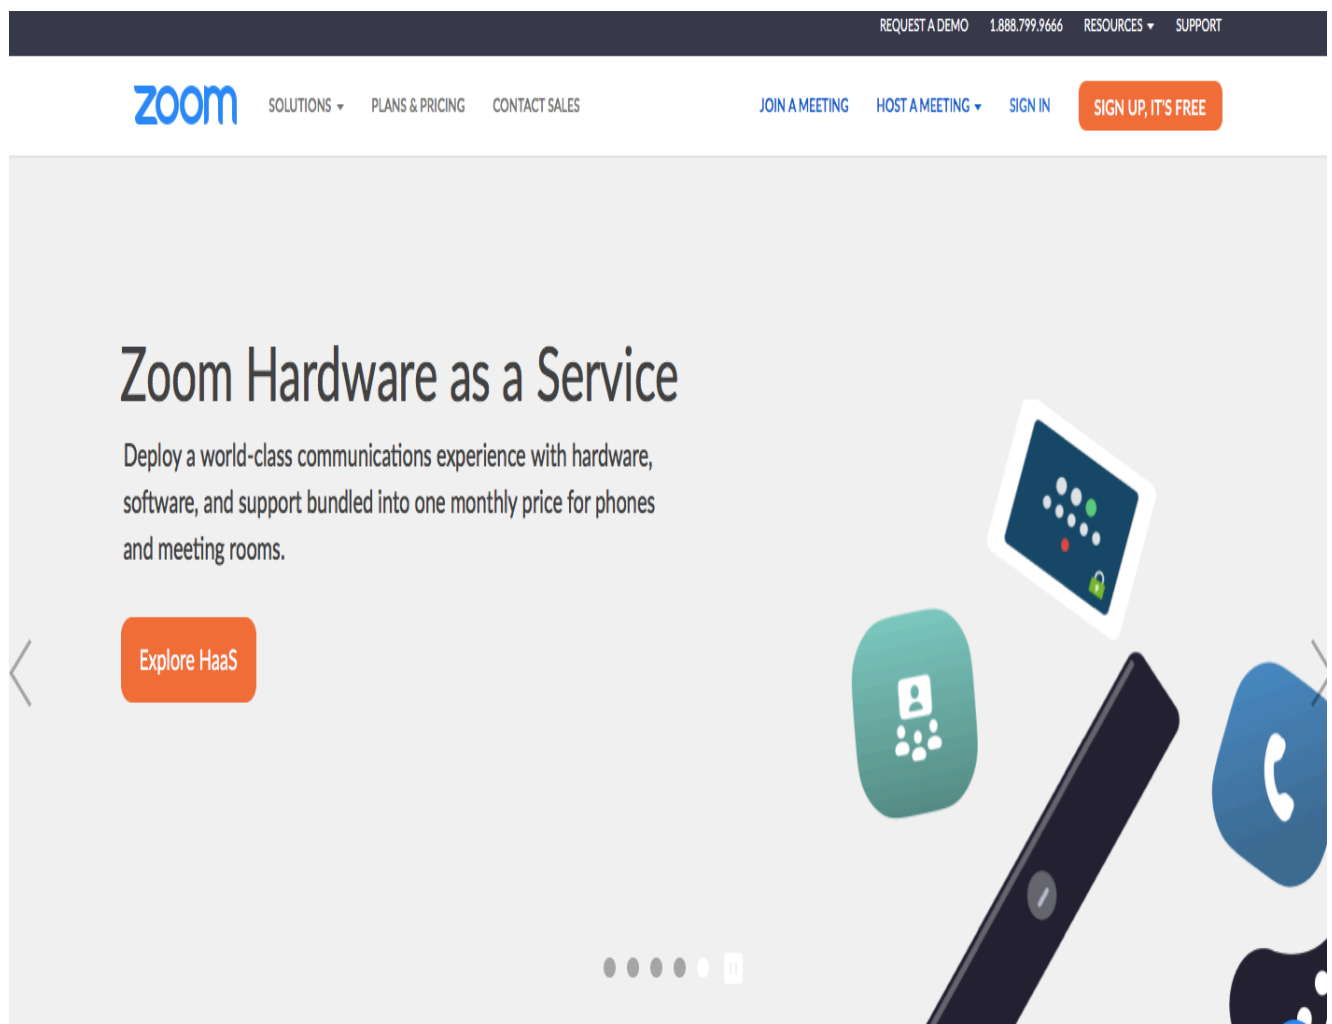 REQUEST A DEMO 1.888.799.9666 RESOURCES SUPPORT
zoom SOLUTIONS PLANS & PRICING CONTACT SALES JOIN A MEETING HOST A MEETING SIGN IN SIGN UP, IT'S FREE
Zoom Hardware as a Service
Deploy a world-class communications experience with hardware,
software, and support bundled into one monthly price for phones
and meeting rooms.
Explore HaaS